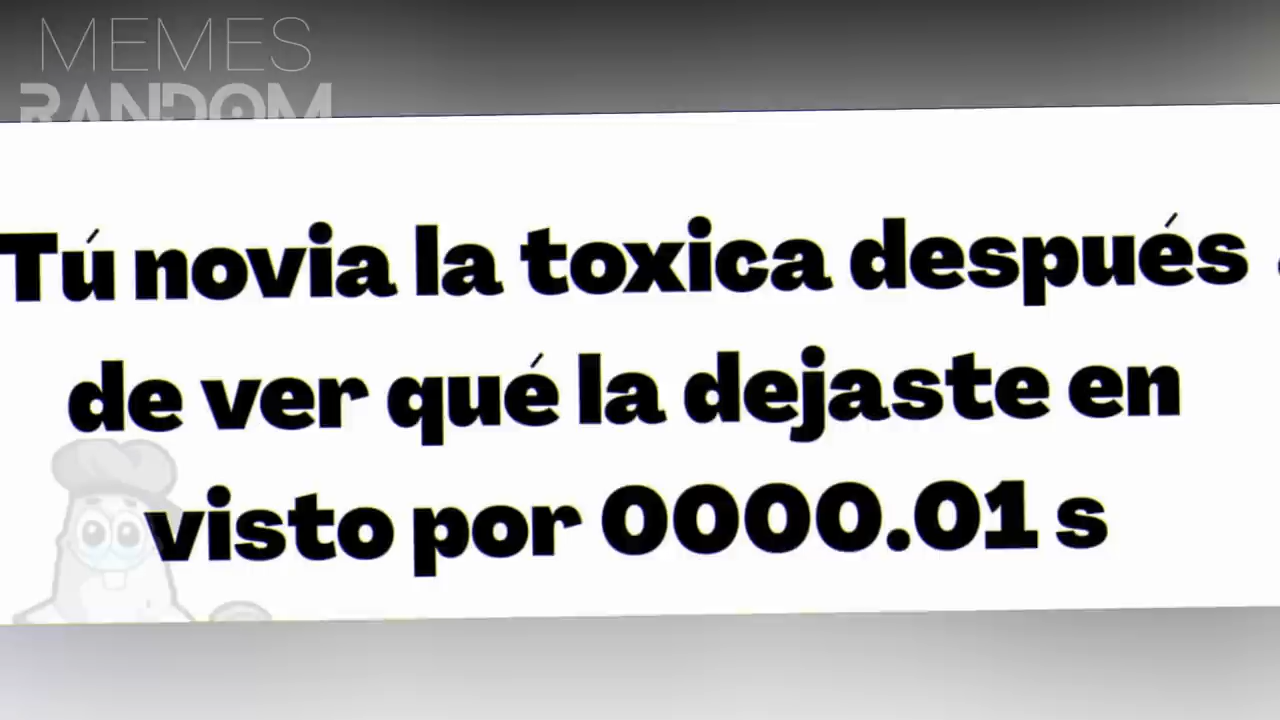 MEMES
RANDOM
Tú novia la toxica después
de ver qué la dejaste en
visto por 0000.01 s